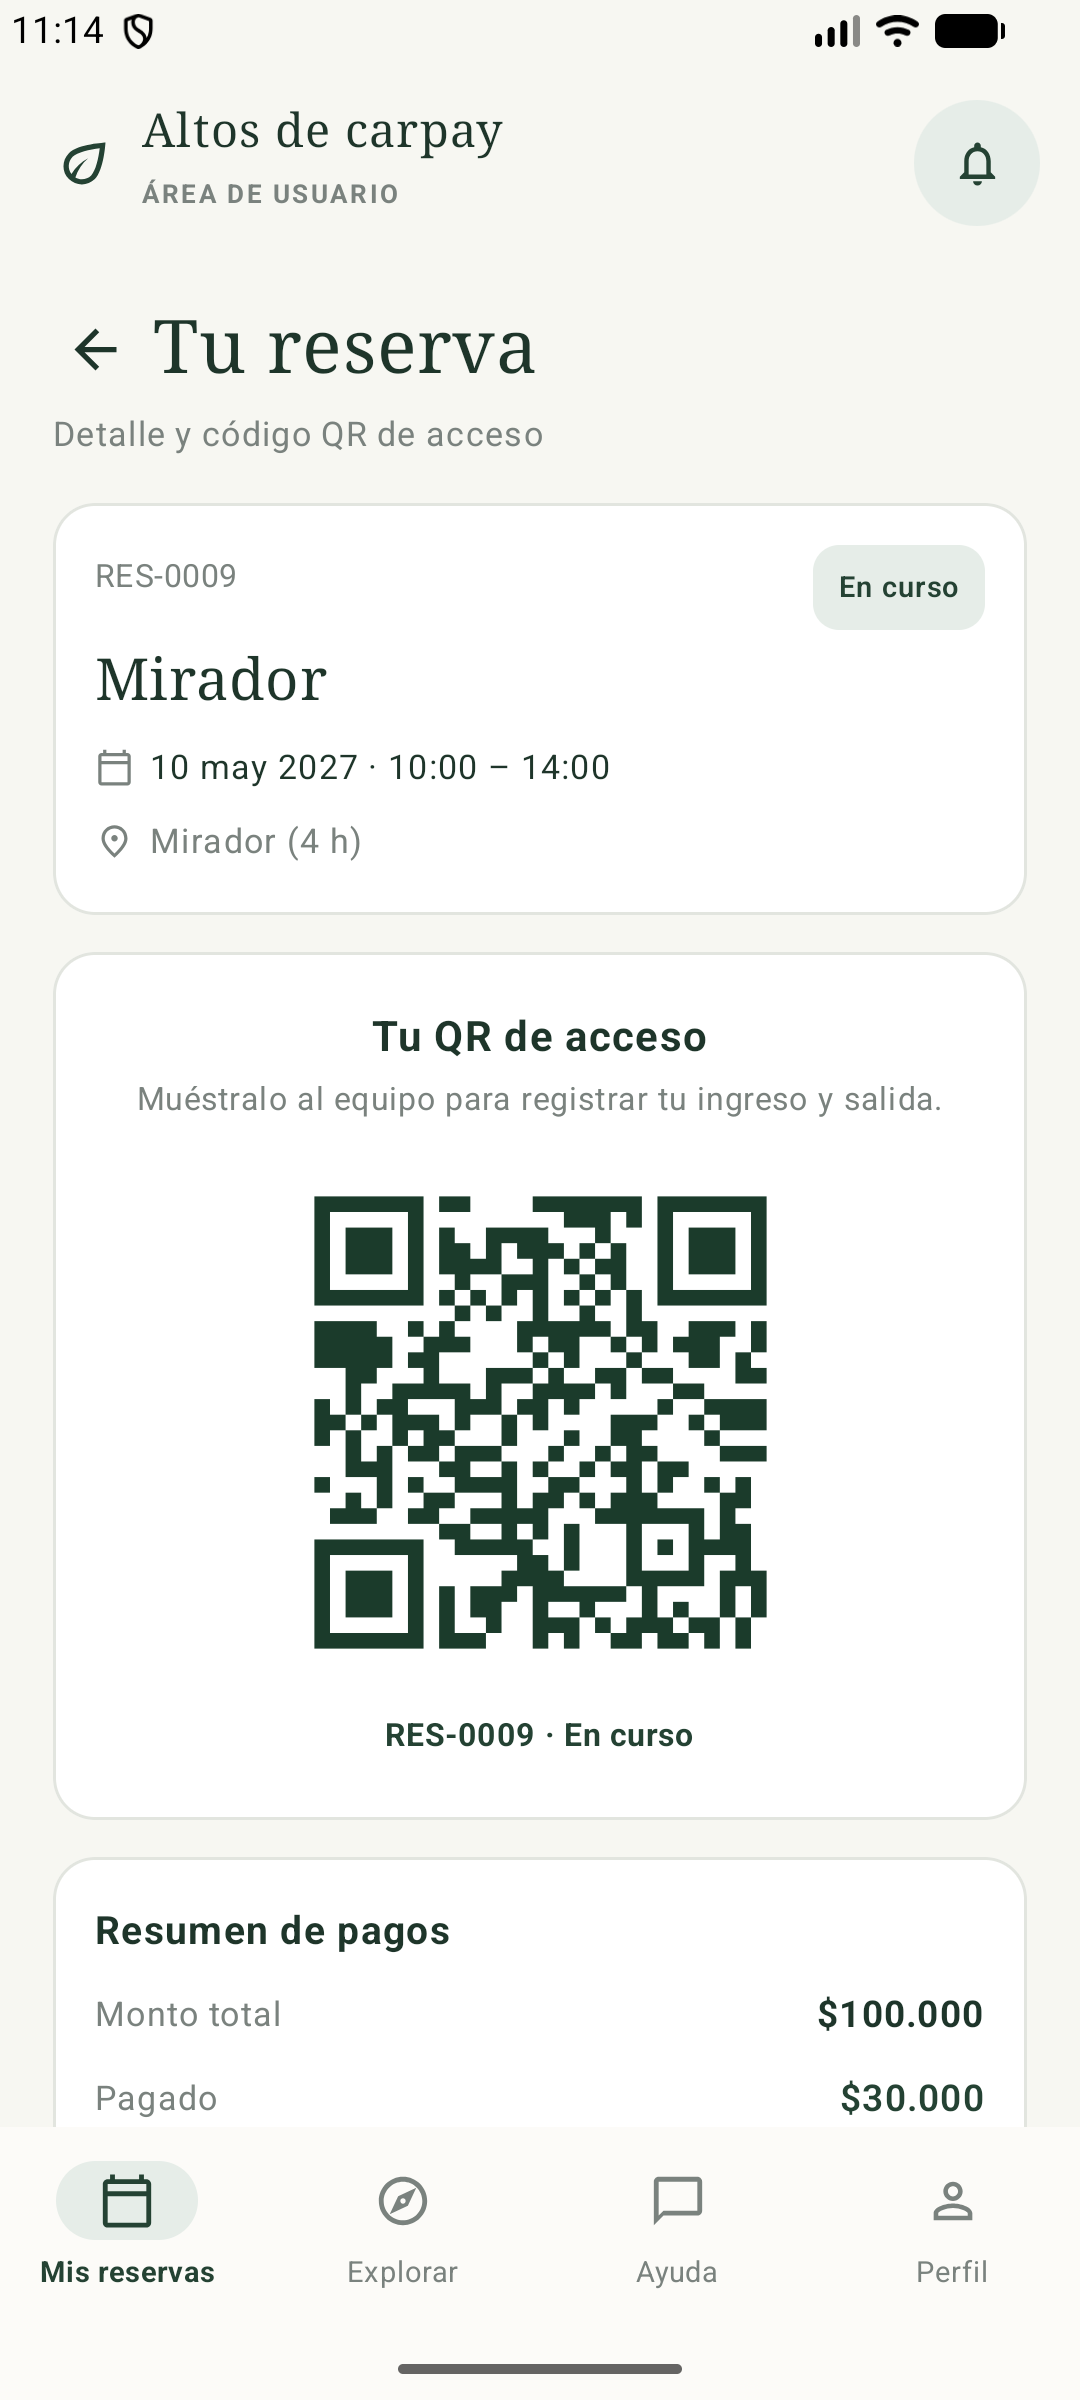 11:14
Altos de carpay
ÁREA DE USUARIO
Tu reserva
Detalle y código QR de acceso
RES-0009
En curso
Mirador
10 may 2027 · 10:00 – 14:00
Mirador (4 h)
Tu QR de acceso
Muéstralo al equipo para registrar tu ingreso y salida.
RES-0009 · En curso
Resumen de pagos
Monto total $100.000
Pagado $30.000
Mis reservas Explorar Ayuda Perfil